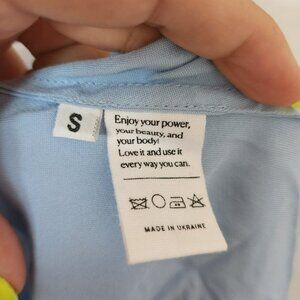 S
Enjoy your power,
your beauty, and
your body!
Love it and use it
every way you can.
MADE IN UKRAINE